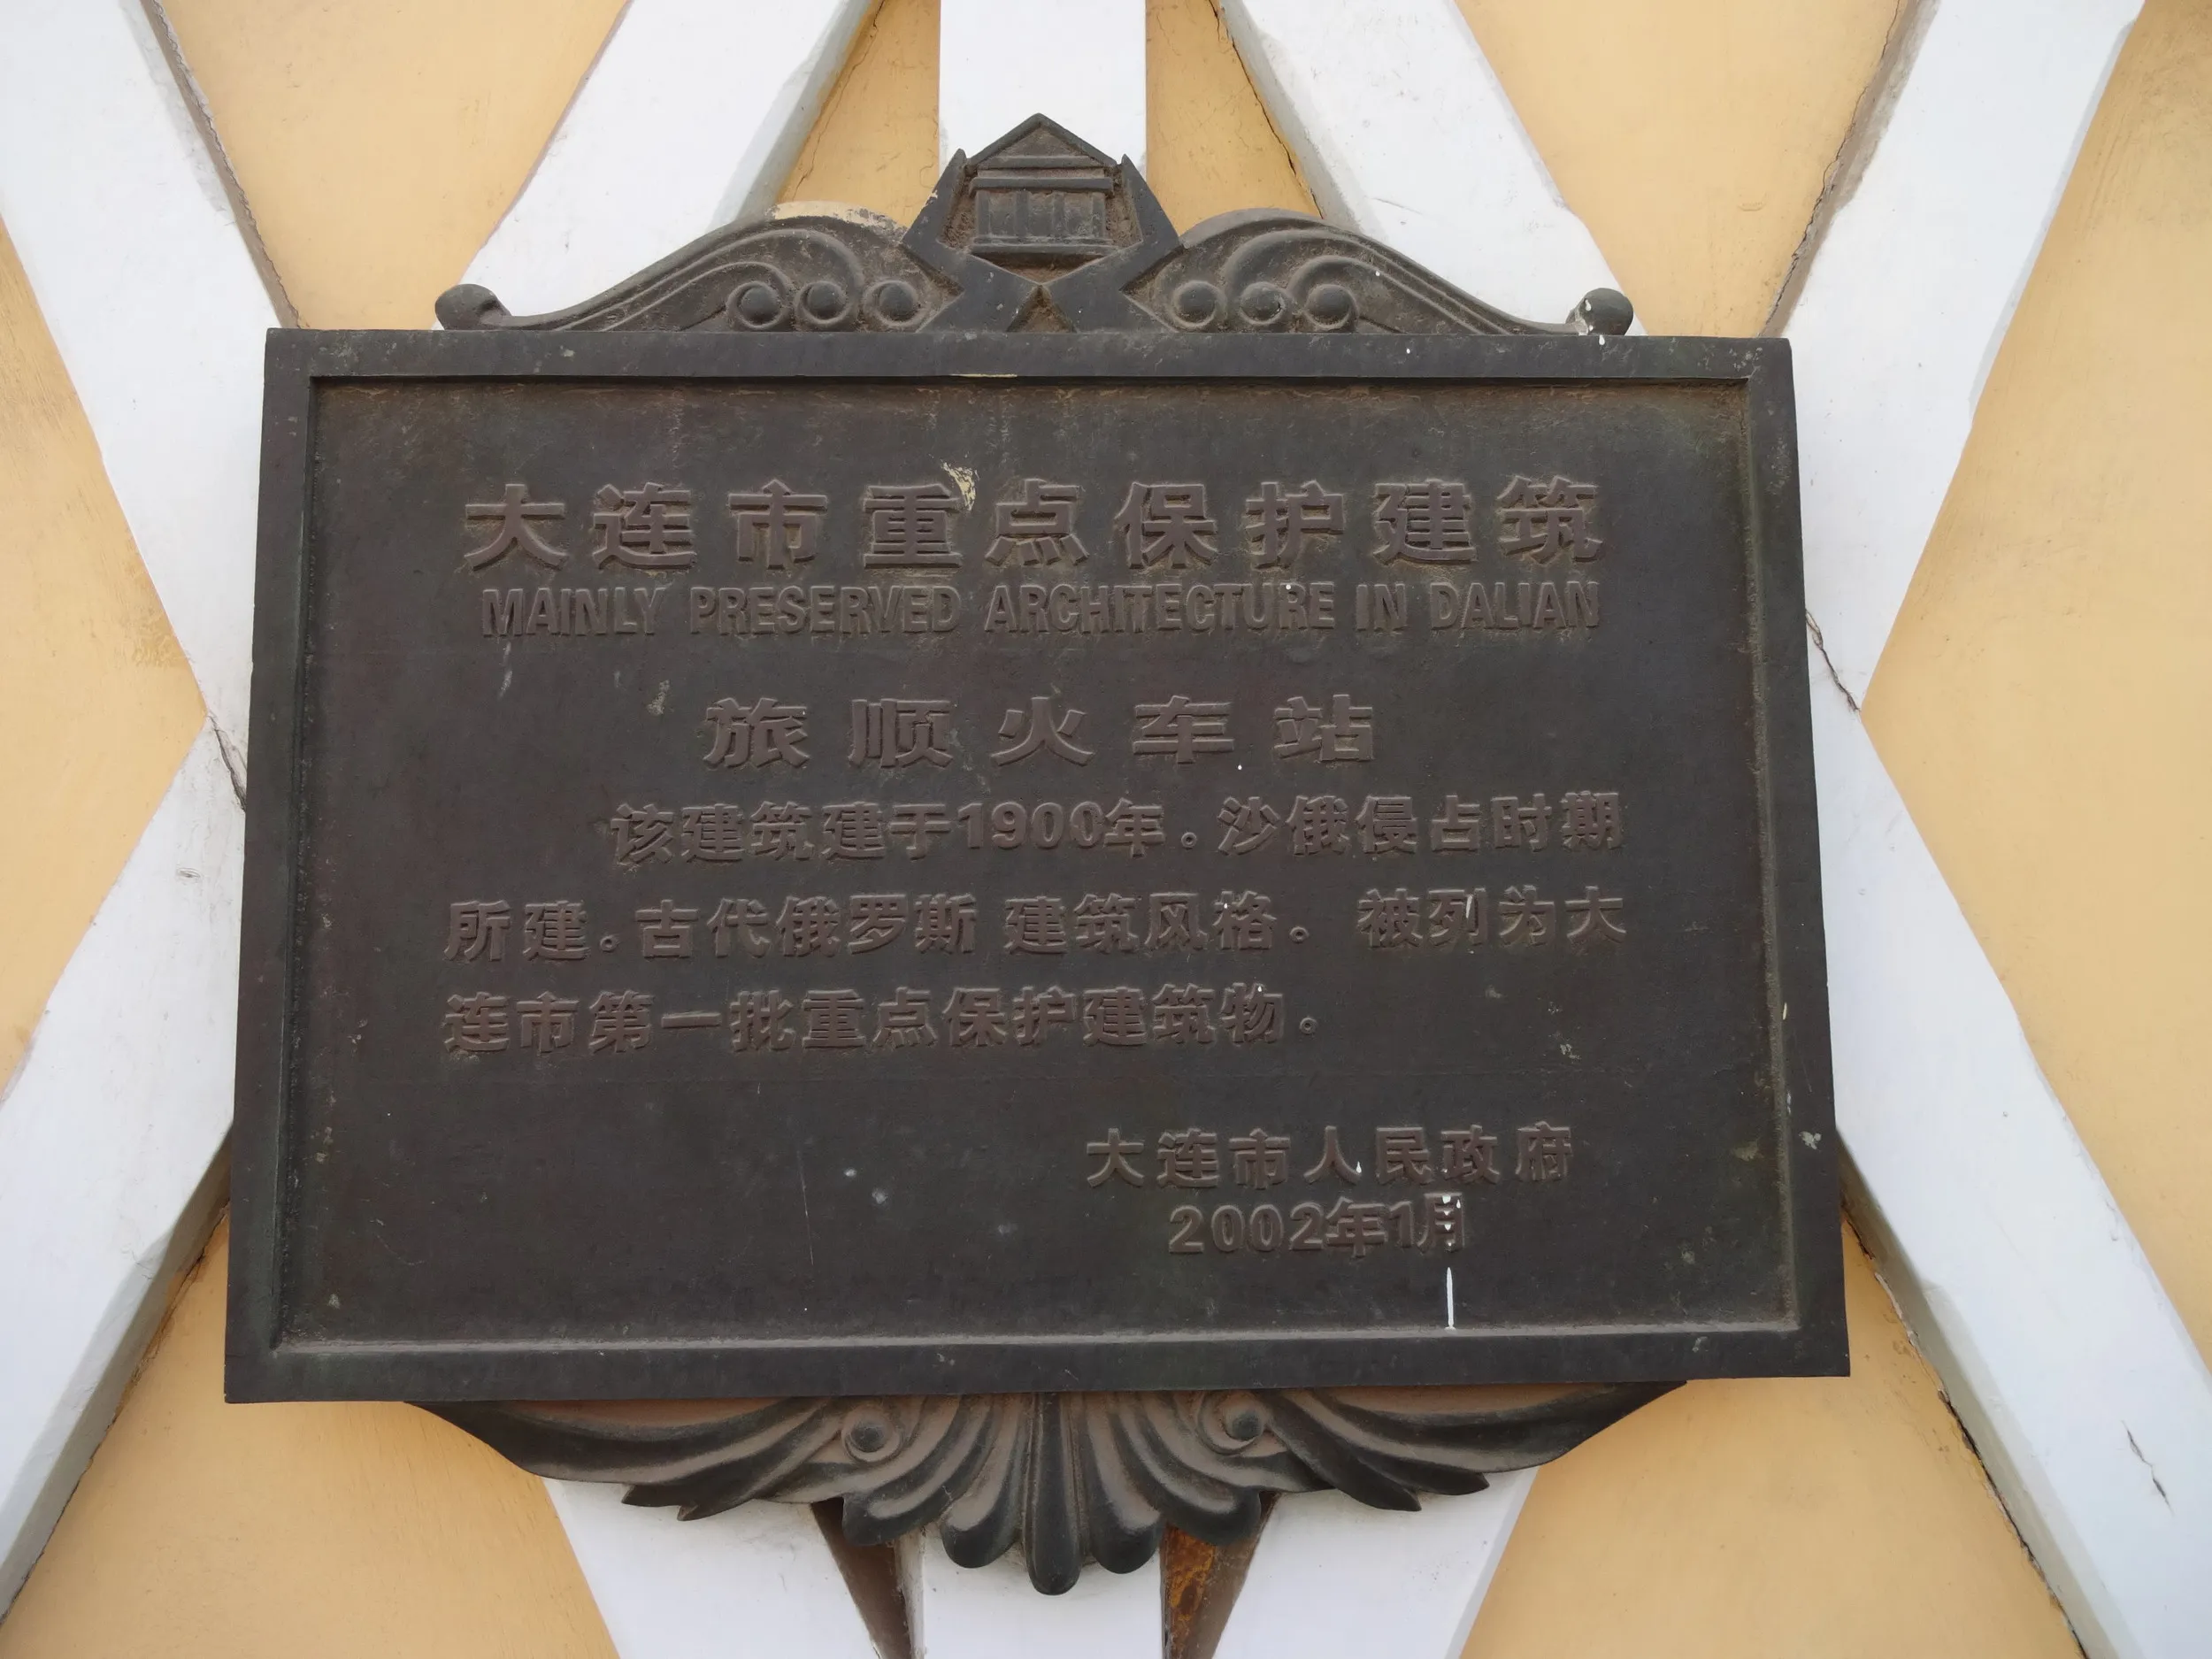 大连市重点保护建筑
MAINLY PRESERVED ARCHITECTURE IN DALIAN
旅顺火车站
该建筑建于1900年。沙俄侵占时期
所建。古代俄罗斯 建筑风格。 被列为大
连市第一批重点保护建筑物。
大连市人民政府
2002年1月